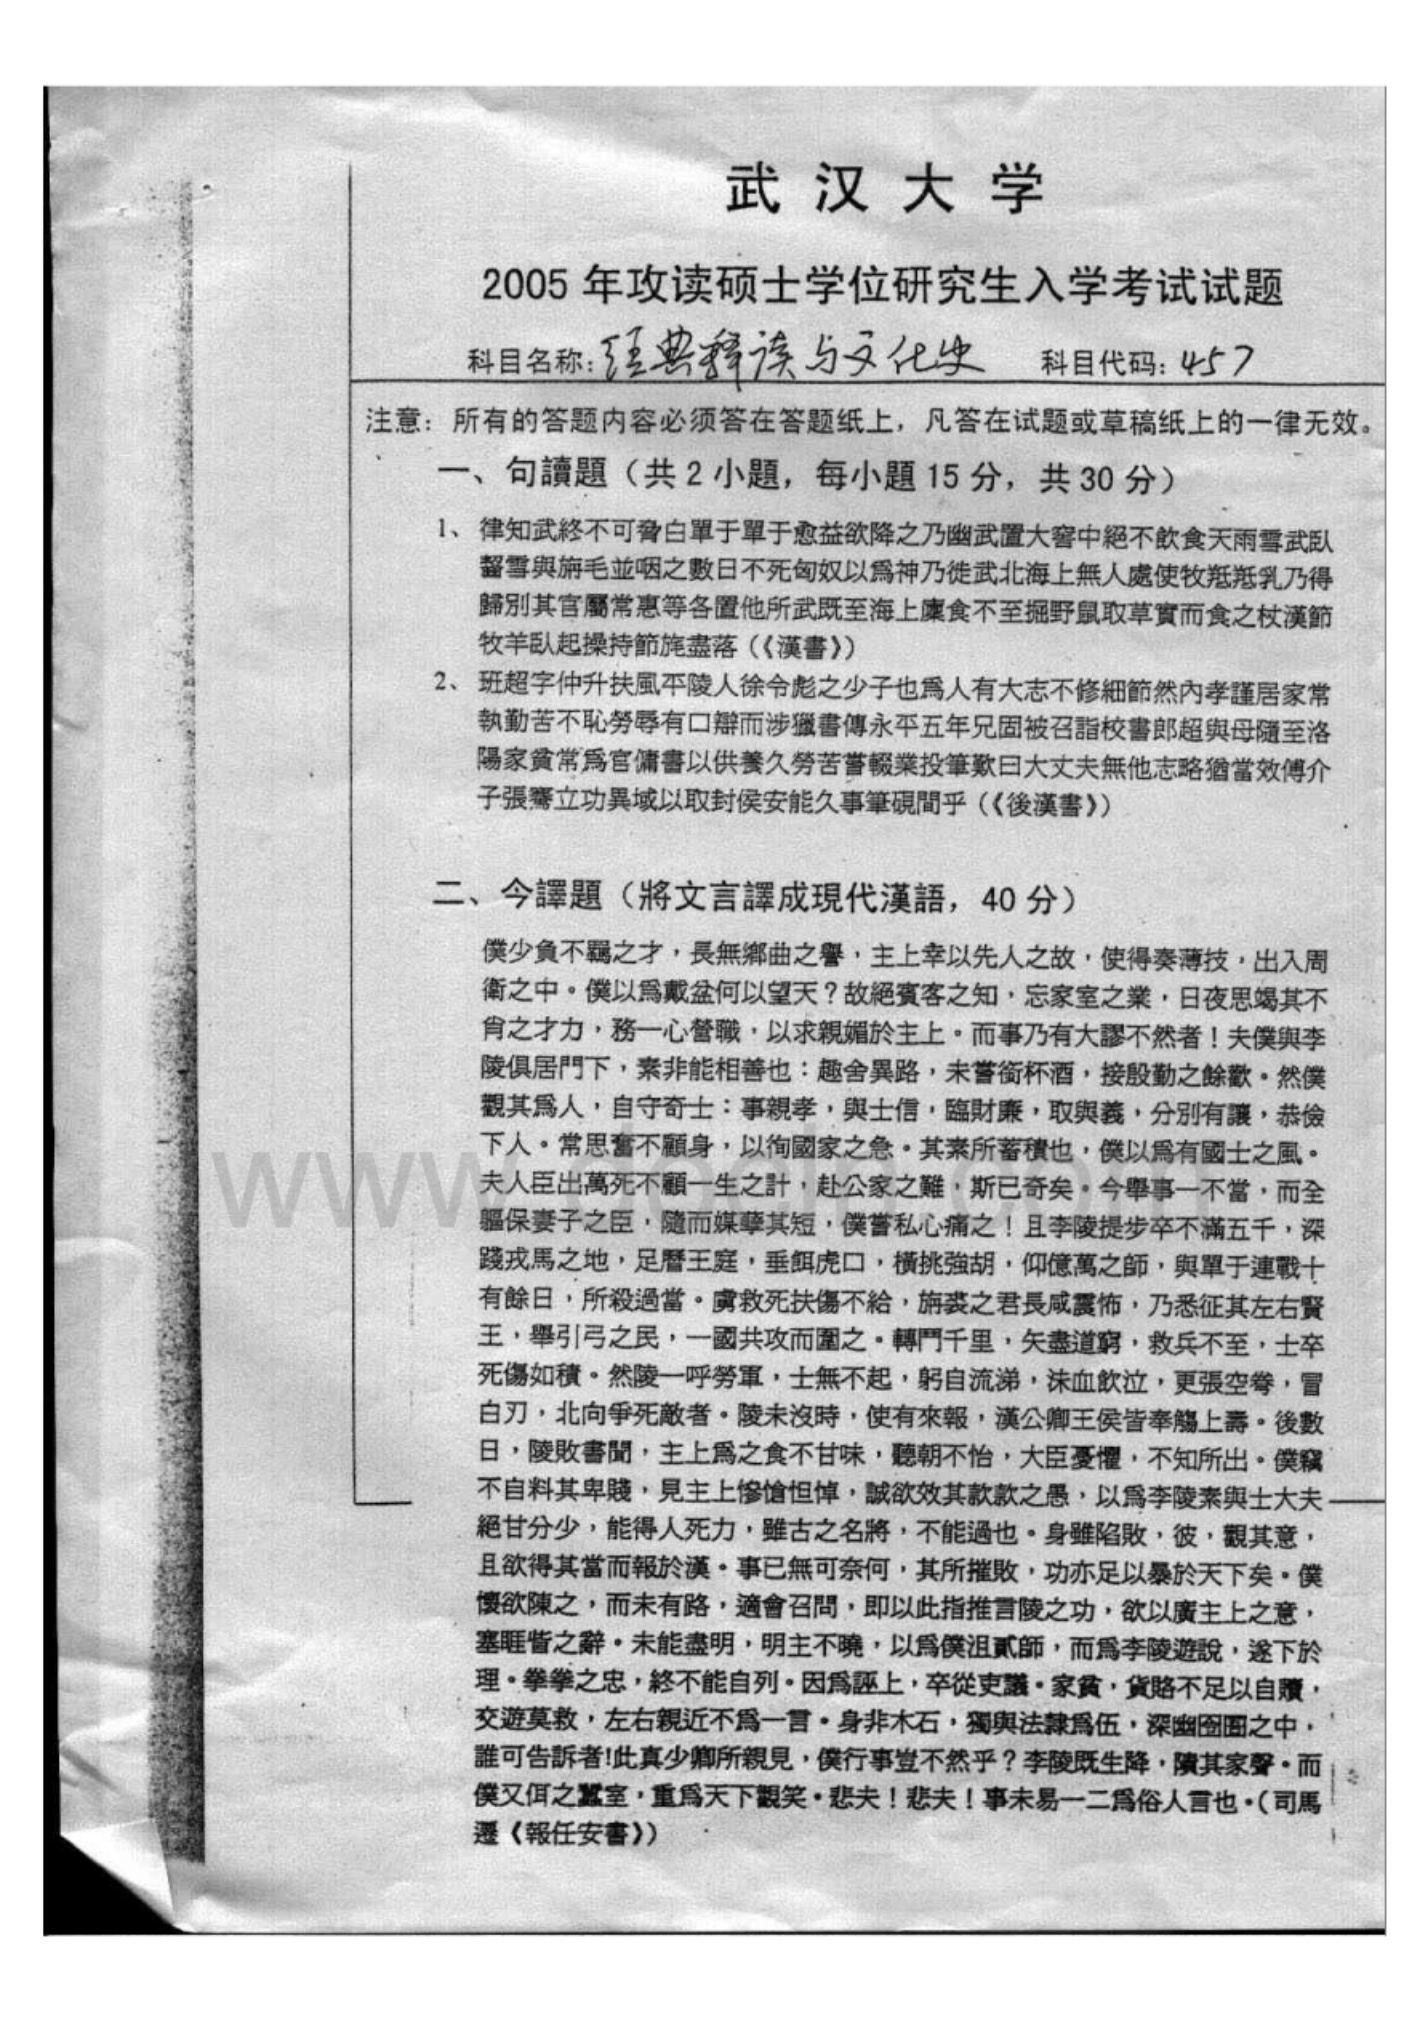 武汉大学
2005 年攻读硕士学位研究生入学考试试题
科目名称: 经典释读与文化史 科目代码: 457
注意: 所有的答题内容必须答在答题纸上，凡答在试题或草稿纸上的一律无效。
一、句讀題（共 2 小題，每小題 15 分，共 30 分）
1、律知武終不可脅白單于單于愈益欲降之乃幽武置大窖中絕不飲食天雨雪武臥
齧雪與旃毛並咽之數日不死匈奴以爲神乃徙武北海上無人處使牧羝羝乳乃得
歸別其官屬常惠等各置他所武既至海上廩食不至掘野鼠取草實而食之杖漢節
牧羊臥起操持節旄盡落（《漢書》）
2、班超字仲升扶風平陵人徐令彪之少子也爲人有大志不修細節然內孝謹居家常
執勤苦不恥勞辱有口辯而涉獵書傳永平五年兄固被召詣校書郎超與母隨至洛
陽家貧常爲官傭書以供養久勞苦嘗輟業投筆歎曰大丈夫無他志略猶當效傅介
子張騫立功異域以取封侯安能久事筆硯間乎（《後漢書》）
二、今譯題（將文言譯成現代漢語，40 分）
僕少負不羈之才，長無鄉曲之譽，主上幸以先人之故，使得奏薄技，出入周
衛之中。僕以爲戴盆何以望天？故絕賓客之知，忘家室之業，日夜思竭其不
肖之才力，務一心營職，以求親媚於主上。而事乃有大謬不然者！夫僕與李
陵俱居門下，素非能相善也：趣舍異路，未嘗銜杯酒，接殷勤之餘歡。然僕
觀其爲人，自守奇士：事親孝，與士信，臨財廉，取與義，分別有讓，恭儉
下人。常思奮不顧身，以徇國家之急。其素所蓄積也，僕以爲有國士之風。
夫人臣出萬死不顧一生之計，赴公家之難，斯已奇矣。今舉事一不當，而全
軀保妻子之臣，隨而媒孽其短，僕嘗私心痛之！且李陵提步卒不滿五千，深
踐戎馬之地，足曆王庭，垂餌虎口，橫挑強胡，仰億萬之師，與單于連戰十
有餘日，所殺過當。虜救死扶傷不給，旃裘之君長咸震怖，乃悉征其左右賢
王，舉引弓之民，一國共攻而圍之。轉鬥千里，矢盡道窮，救兵不至，士卒
死傷如積。然陵一呼勞軍，士無不起，躬自流涕，沬血飲泣，更張空弮，冒
白刃，北向爭死敵者。陵未沒時，使有來報，漢公卿王侯皆奉觴上壽。後數
日，陵敗書聞，主上爲之食不甘味，聽朝不怡，大臣憂懼，不知所出。僕竊
不自料其卑賤，見主上慘愴怛悼，誠欲效其款款之愚，以爲李陵素與士大夫
絕甘分少，能得人死力，雖古之名將，不能過也。身雖陷敗，彼，觀其意，
且欲得其當而報於漢。事已無可奈何，其所摧敗，功亦足以暴於天下矣。僕
懷欲陳之，而未有路，適會召問，即以此指推言陵之功，欲以廣主上之意，
塞睚眥之辭。未能盡明，明主不曉，以爲僕沮貳師，而爲李陵遊說，遂下於
理。拳拳之忠，終不能自列。因爲誣上，卒從吏議。家貧，貨賂不足以自贖，
交遊莫救，左右親近不爲一言。身非木石，獨與法隸爲伍，深幽囹圄之中，
誰可告訴者!此真少卿所親見，僕行事豈不然乎？李陵既生降，隤其家聲。而
僕又佴之蠶室，重爲天下觀笑。悲夫！悲夫！事未易一二爲俗人言也。（司馬
遷《報任安書》）